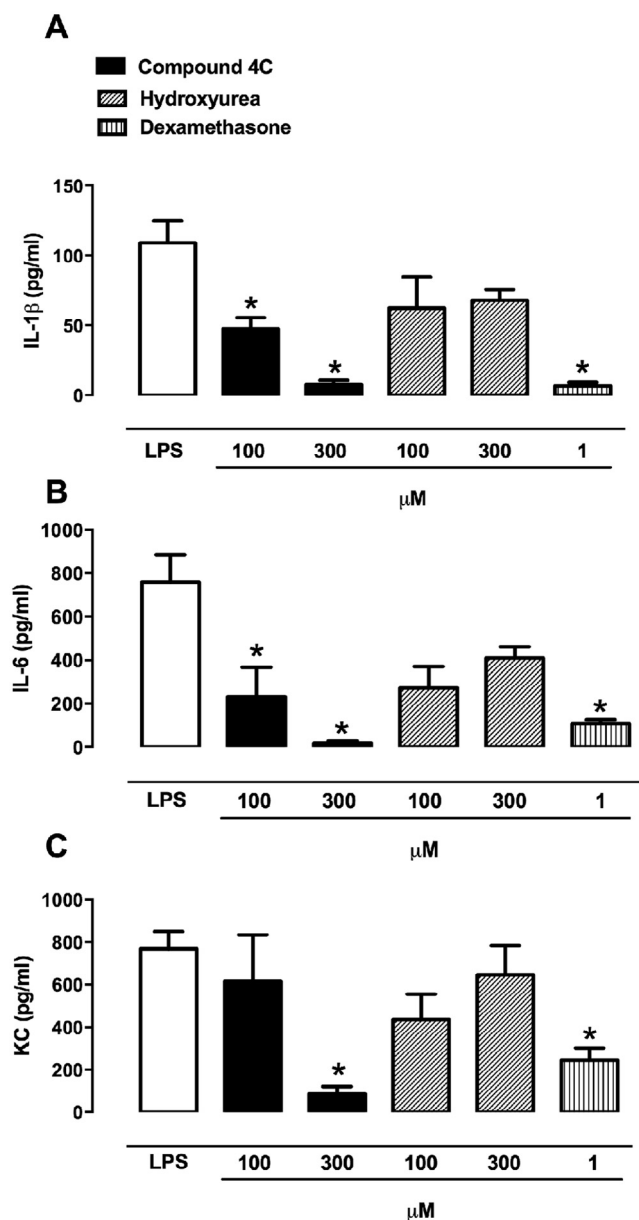 A
Compound 4C
Hydroxyurea
Dexamethasone
IL-1β (pg/ml)
150
100
50
0
*
*
*
LPS 100 300 100 300 1
μM
B
IL-6 (pg/ml)
1000
800
600
400
200
0
*
*
*
LPS 100 300 100 300 1
μM
C
KC (pg/ml)
1000
800
600
400
200
0
*
*
LPS 100 300 100 300 1
μM